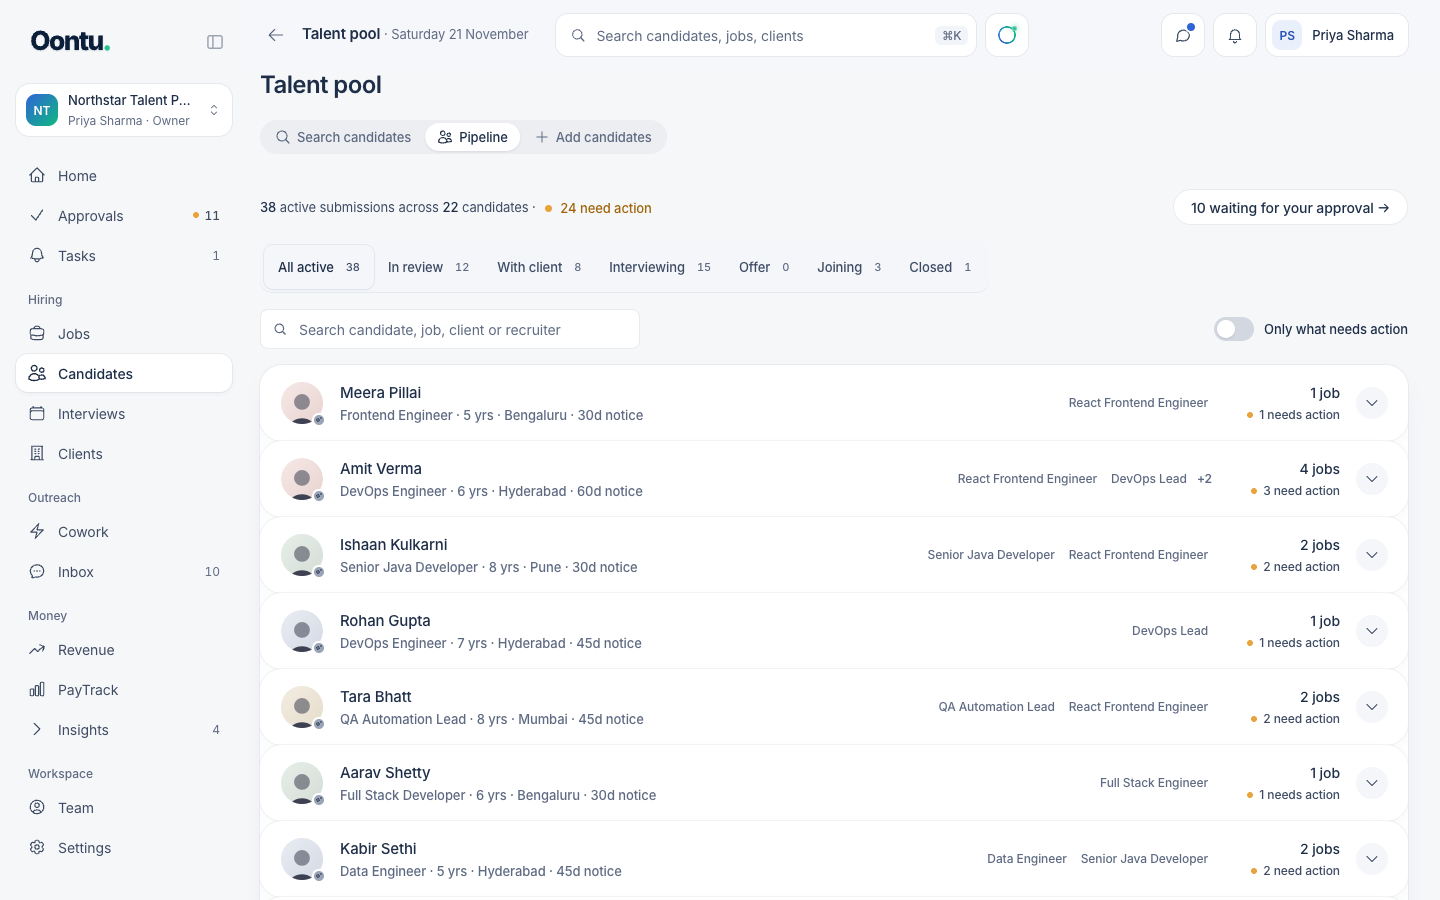 Oontu.
NT
Northstar Talent P...
Priya Sharma · Owner
Home
Approvals 11
Tasks 1
Hiring
Jobs
Candidates
Interviews
Clients
Outreach
Cowork
Inbox 10
Money
Revenue
PayTrack
Insights 4
Workspace
Team
Settings
Talent pool · Saturday 21 November
Search candidates, jobs, clients ⌘K
PS Priya Sharma
Talent pool
Search candidates Pipeline Add candidates
38 active submissions across 22 candidates · 24 need action
10 waiting for your approval →
All active 38 In review 12 With client 8 Interviewing 15 Offer 0 Joining 3 Closed 1
Search candidate, job, client or recruiter
Only what needs action
Meera Pillai
Frontend Engineer · 5 yrs · Bengaluru · 30d notice
React Frontend Engineer
1 job
1 needs action
Amit Verma
DevOps Engineer · 6 yrs · Hyderabad · 60d notice
React Frontend Engineer DevOps Lead +2
4 jobs
3 need action
Ishaan Kulkarni
Senior Java Developer · 8 yrs · Pune · 30d notice
Senior Java Developer React Frontend Engineer
2 jobs
2 need action
Rohan Gupta
DevOps Engineer · 7 yrs · Hyderabad · 45d notice
DevOps Lead
1 job
1 needs action
Tara Bhatt
QA Automation Lead · 8 yrs · Mumbai · 45d notice
QA Automation Lead React Frontend Engineer
2 jobs
2 need action
Aarav Shetty
Full Stack Developer · 6 yrs · Bengaluru · 30d notice
Full Stack Engineer
1 job
1 needs action
Kabir Sethi
Data Engineer · 5 yrs · Hyderabad · 45d notice
Data Engineer Senior Java Developer
2 jobs
2 need action